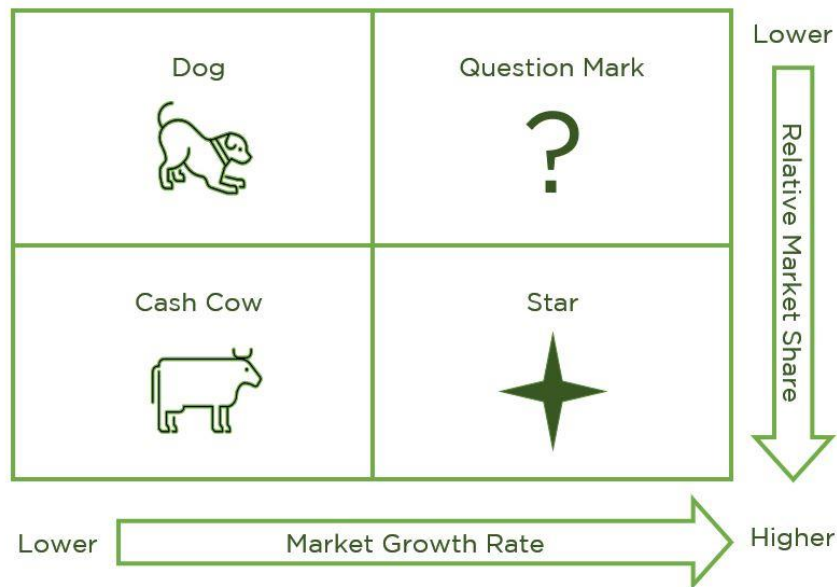 Dog
Question Mark
?
Cash Cow
Star
Lower
Relative Market Share
Lower
Market Growth Rate
Higher